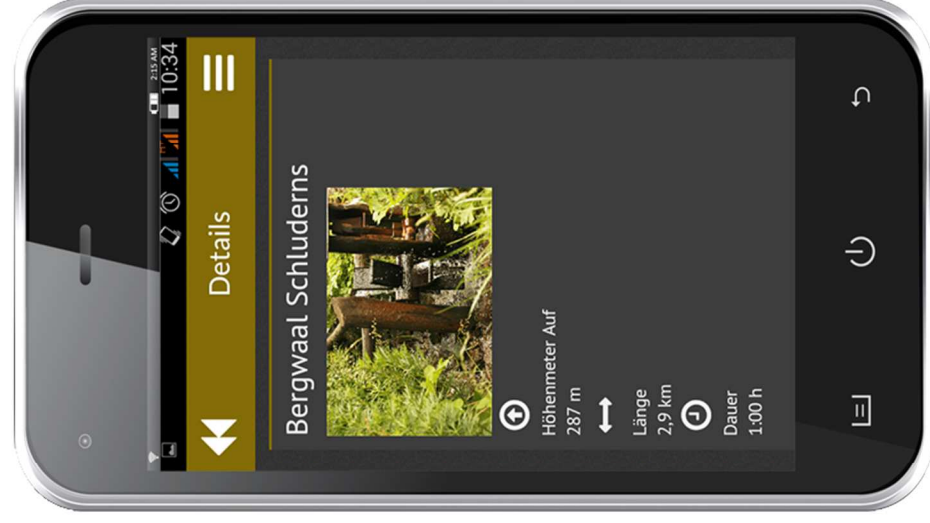 2:15 AM
10:34
Details
Bergwaal Schluderns
Höhenmeter Auf
287 m
Länge
2,9 km
Dauer
1:00 h